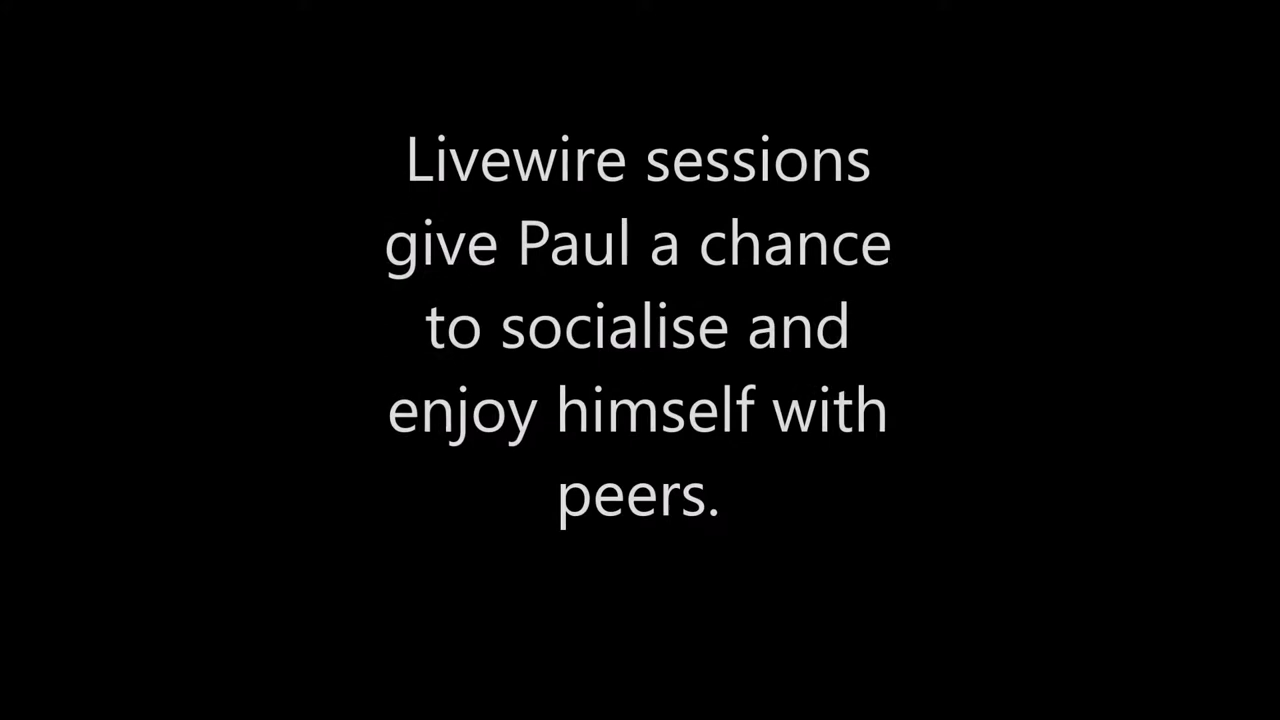 Livewire sessions
give Paul a chance
to socialise and
enjoy himself with
peers.